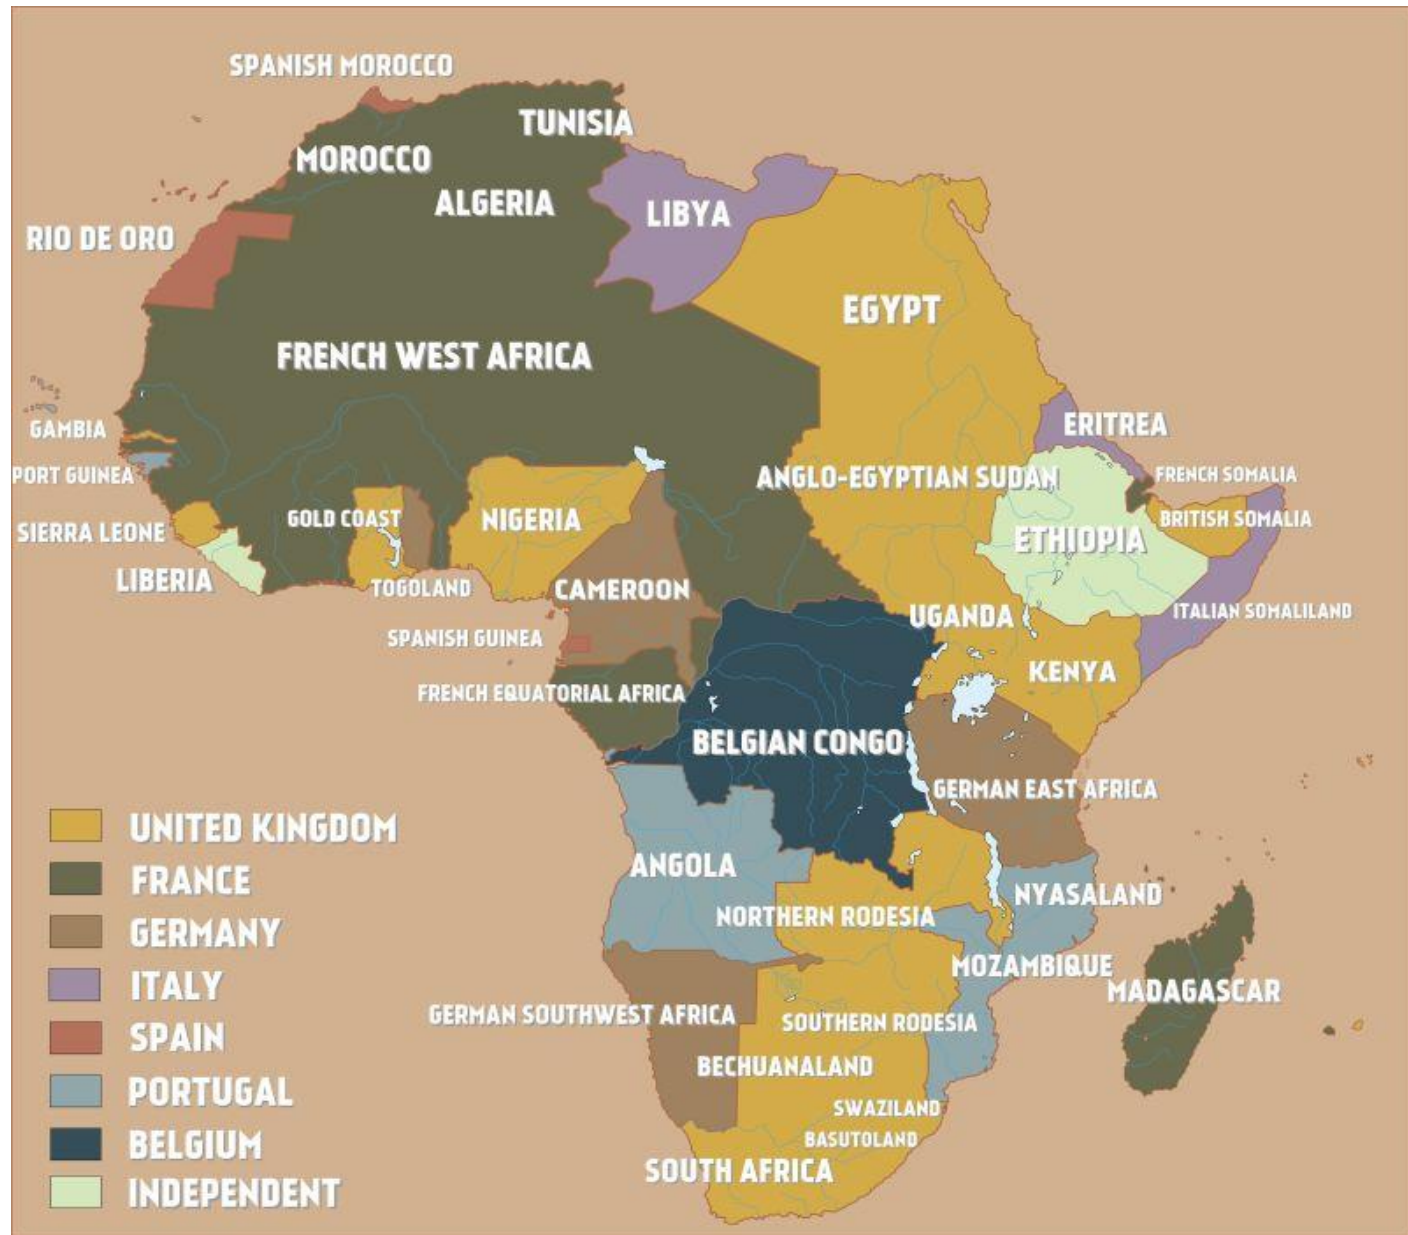 SPANISH MOROCCO
TUNISIA
MOROCCO
ALGERIA
LIBYA
RIO DE ORO
EGYPT
FRENCH WEST AFRICA
GAMBIA
ERITREA
PORT GUINEA
ANGLO-EGYPTIAN SUDAN
FRENCH SOMALIA
GOLD COAST
NIGERIA
BRITISH SOMALIA
SIERRA LEONE
ETHIOPIA
LIBERIA
TOGOLAND
CAMEROON
UGANDA
ITALIAN SOMALILAND
SPANISH GUINEA
KENYA
FRENCH EQUATORIAL AFRICA
BELGIAN CONGO
GERMAN EAST AFRICA
ANGOLA
NYASALAND
NORTHERN RODESIA
MOZAMBIQUE
MADAGASCAR
GERMAN SOUTHWEST AFRICA
SOUTHERN RODESIA
BECHUANALAND
SWAZILAND
BASUTOLAND
SOUTH AFRICA
UNITED KINGDOM
FRANCE
GERMANY
ITALY
SPAIN
PORTUGAL
BELGIUM
INDEPENDENT